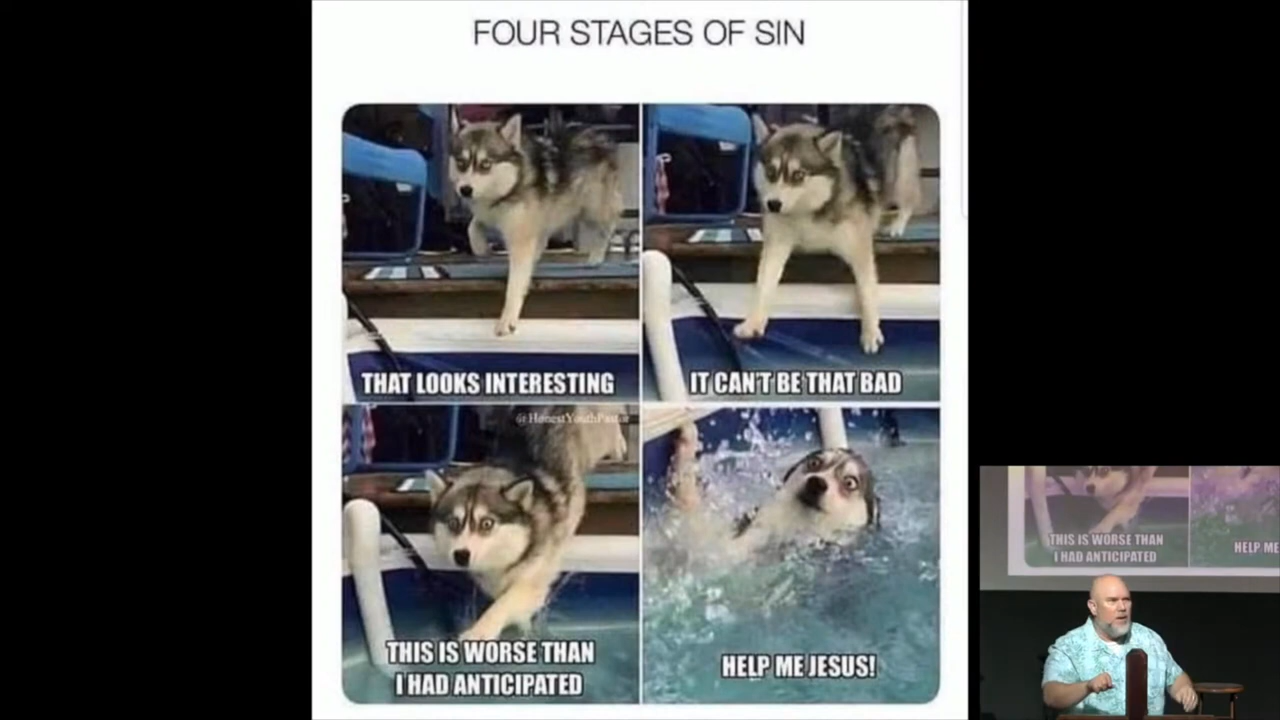 FOUR STAGES OF SIN
THAT LOOKS INTERESTING
IT CAN'T BE THAT BAD
@HonestYouthPastor
THIS IS WORSE THAN
I HAD ANTICIPATED
HELP ME JESUS!
THIS IS WORSE THAN
I HAD ANTICIPATED
HELP ME